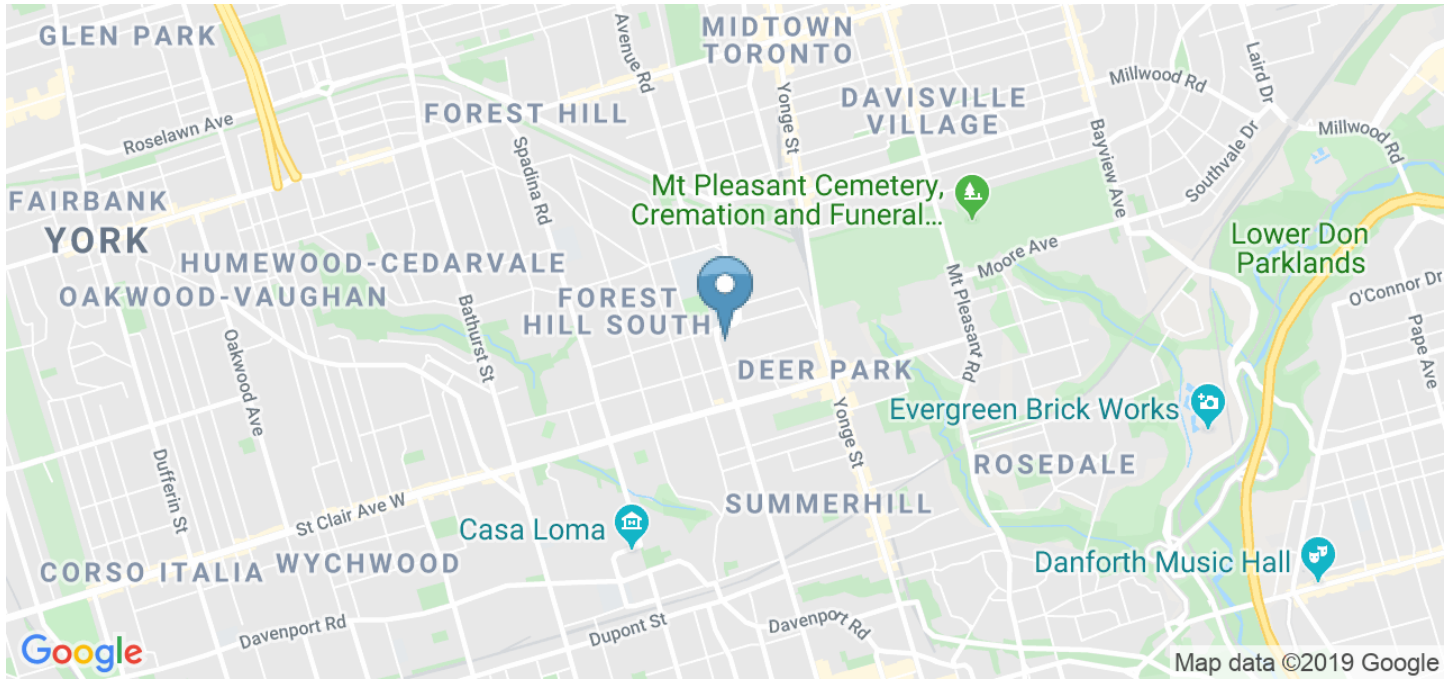 GLEN PARK
Avenue Rd
MIDTOWN
TORONTO
Yonge St
Laird Dr
Millwood Rd
DAVISVILLE
VILLAGE
FOREST HILL
Roselawn Ave
Spadina Rd
Bayview Ave
Southvale Dr
Millwood Rd
FAIRBANK
YORK
Mt Pleasant Cemetery,
Cremation and Funeral...
Lower Don
Parklands
HUMEWOOD-CEDARVALE
OAKWOOD-VAUGHAN
Moore Ave
Mt Pleasant Rd
O'Connor Dr
Pape Ave
FOREST
HILL SOUTH
Bathurst St
Oakwood Ave
DEER PARK
Yonge St
Evergreen Brick Works
ROSEDALE
Dufferin St
St Clair Ave W
SUMMERHILL
Casa Loma
WYCHWOOD
CORSO ITALIA
Danforth Music Hall
Davenport Rd
Dupont St
Davenport Rd
Google
Map data ©2019 Google